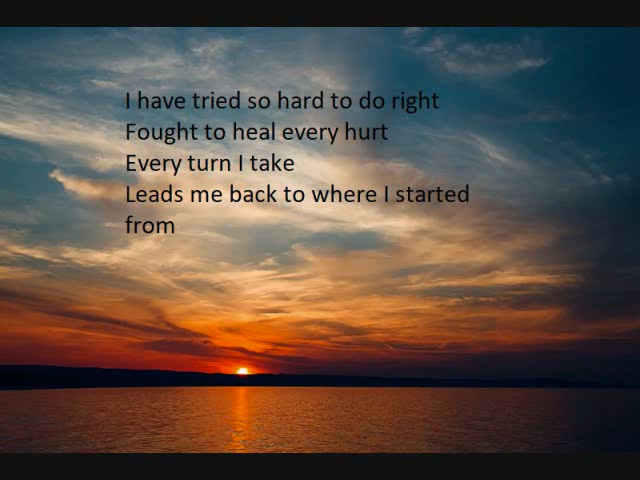 I have tried so hard to do right
Fought to heal every hurt
Every turn I take
Leads me back to where I started
from